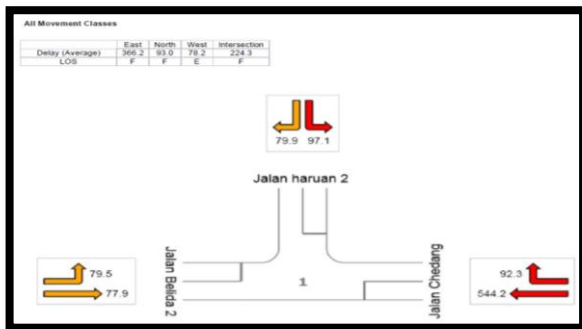 All Movement Classes
East North West Intersection
Delay (Average) 366.2 93.0 78.2 224.3
LOS F F E F
79.9 97.1
Jalan haruan 2
Jalan Belida 2
Jalan Chedang
79.5
77.9
1
92.3
544.2